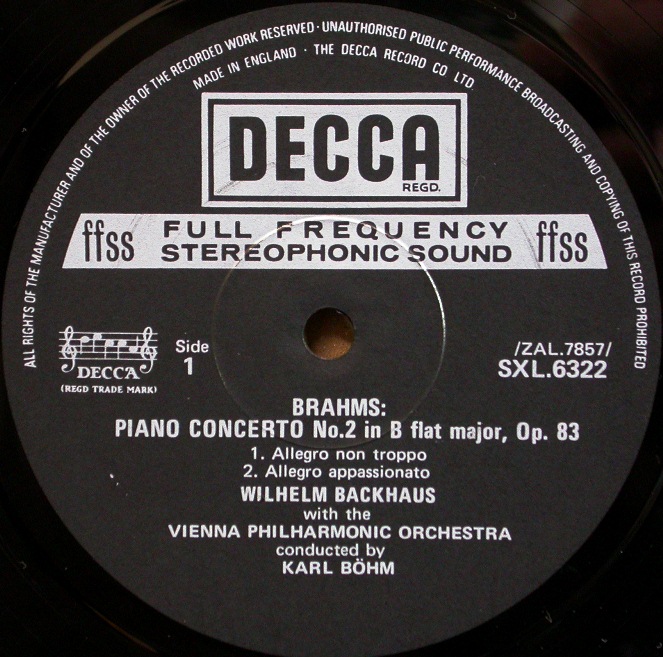 ALL RIGHTS OF THE MANUFACTURER AND OF THE OWNER OF THE RECORDED WORK RESERVED · UNAUTHORISED PUBLIC PERFORMANCE BROADCASTING AND COPYING OF THIS RECORD PROHIBITED
MADE IN ENGLAND · THE DECCA RECORD CO LTD
DECCA
REGD.
ffss FULL FREQUENCY STEREOPHONIC SOUND ffss
DECCA
(REGD TRADE MARK)
Side
1
/ZAL.7857/
SXL.6322
BRAHMS:
PIANO CONCERTO No.2 in B flat major, Op. 83
1. Allegro non troppo
2. Allegro appassionato
WILHELM BACKHAUS
with the
VIENNA PHILHARMONIC ORCHESTRA
conducted by
KARL BÖHM